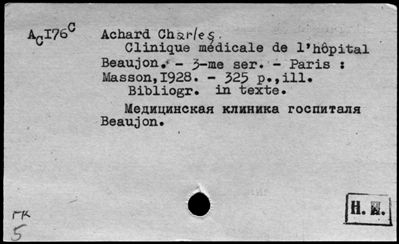 AC176C Achard Charles.
Clinique médicale de l'hôpital
Beaujon. - 3-me ser. - Paris :
Masson,1928. - 325 p.,ill.
Bibliogr. in texte.
Медицинская клиника госпиталя
Beaujon.
гк
5